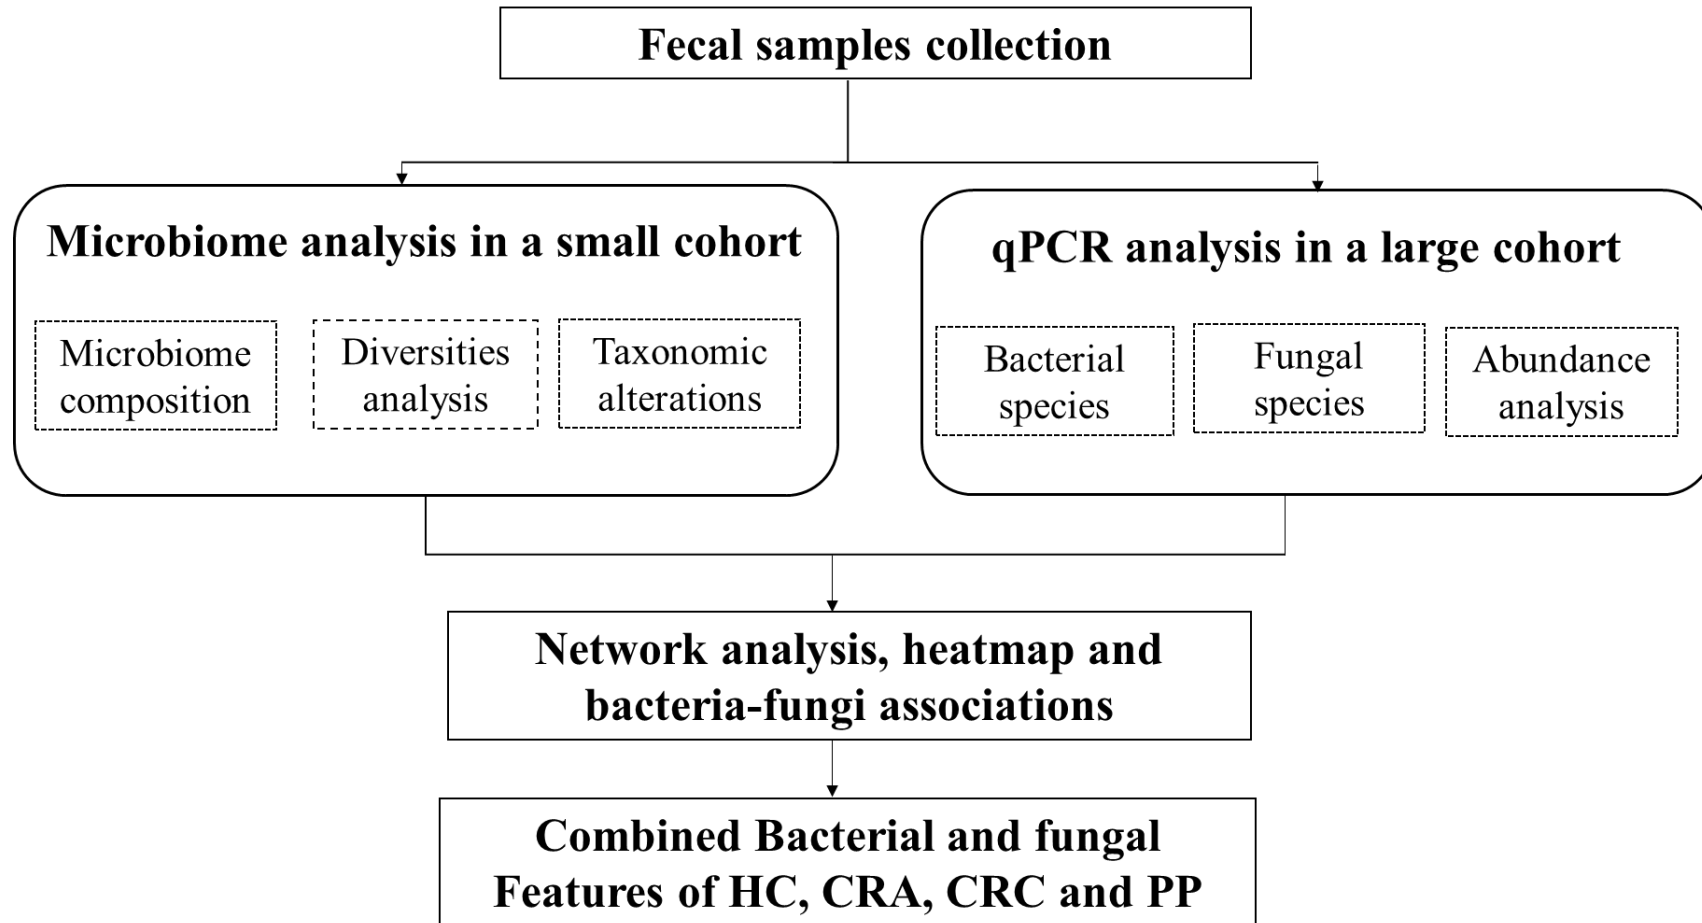 Fecal samples collection
Microbiome analysis in a small cohort
Microbiome
composition
Diversities
analysis
Taxonomic
alterations
qPCR analysis in a large cohort
Bacterial
species
Fungal
species
Abundance
analysis
Network analysis, heatmap and
bacteria-fungi associations
Combined Bacterial and fungal
Features of HC, CRA, CRC and PP